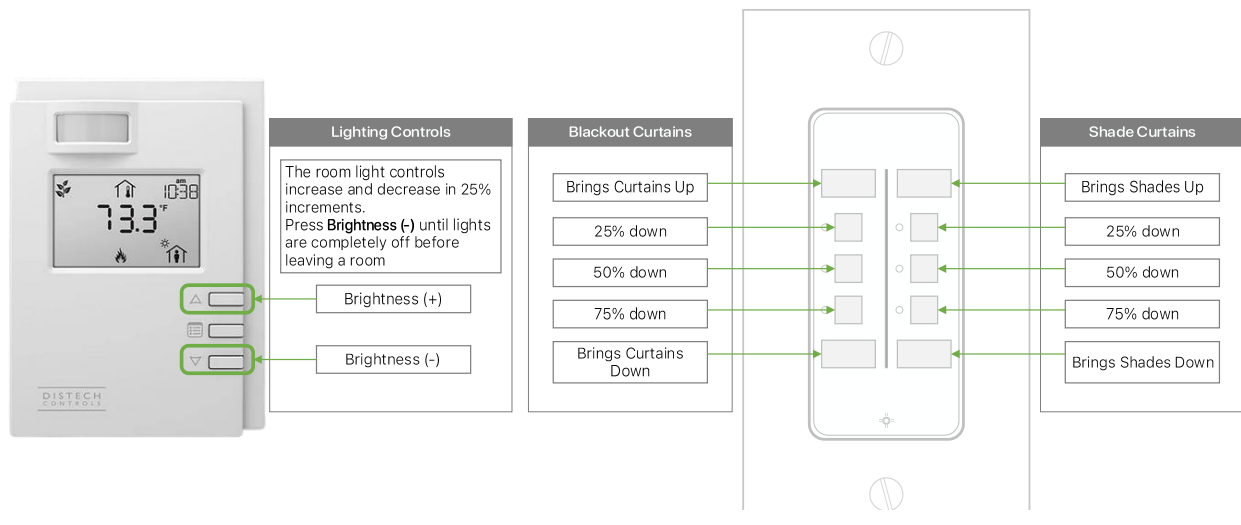 am
10:38
73.3 °F
DISTECH
CONTROLS
Lighting Controls
The room light controls
increase and decrease in 25%
increments.
Press Brightness (-) until lights
are completely off before
leaving a room
Brightness (+)
Brightness (-)
Blackout Curtains
Brings Curtains Up
25% down
50% down
75% down
Brings Curtains
Down
Shade Curtains
Brings Shades Up
25% down
50% down
75% down
Brings Shades Down